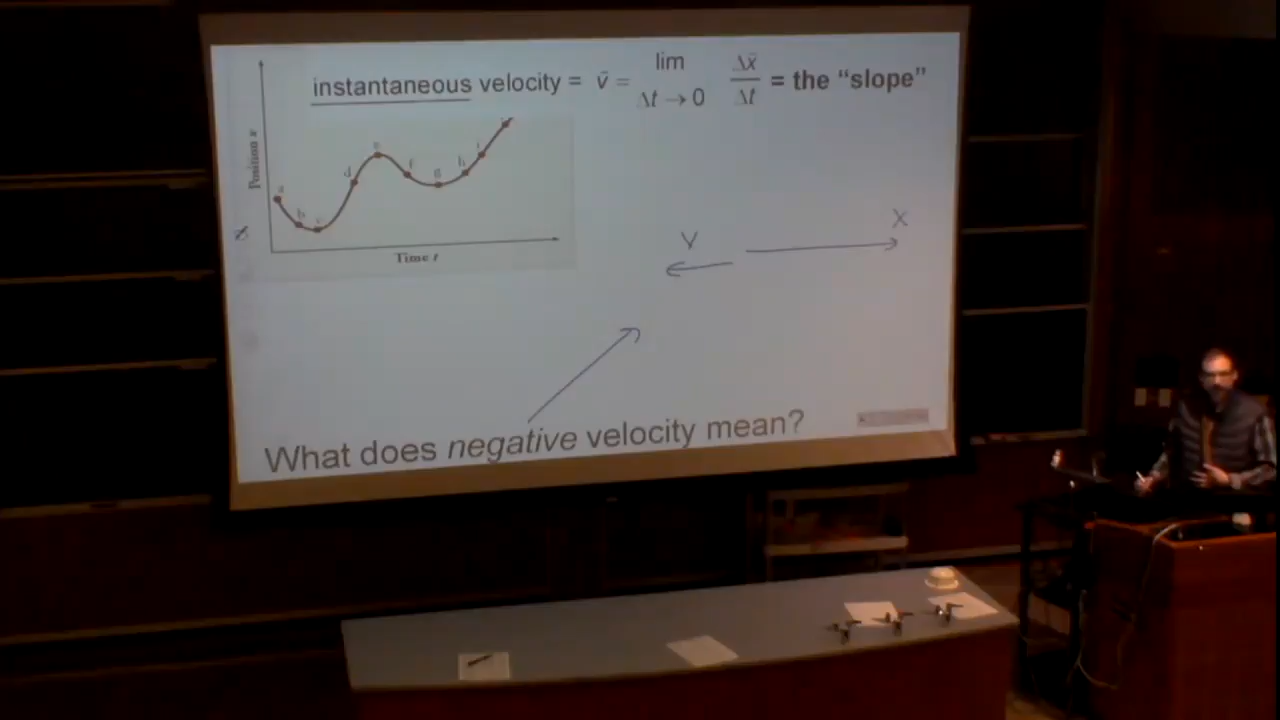 instantaneous velocity = v̄ = lim Δt → 0 Δx̄ / Δt = the “slope”
Position x
a b c d e f g h i
Time t
V
X
What does negative velocity mean?